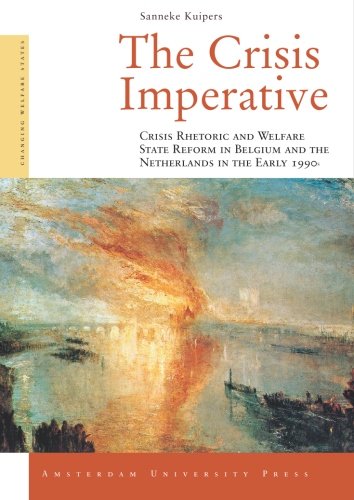 Sanneke Kuipers
The Crisis
Imperative
Crisis Rhetoric and Welfare
State Reform in Belgium and the
Netherlands in the Early 1990s
CHANGING WELFARE STATES
Amsterdam University Press